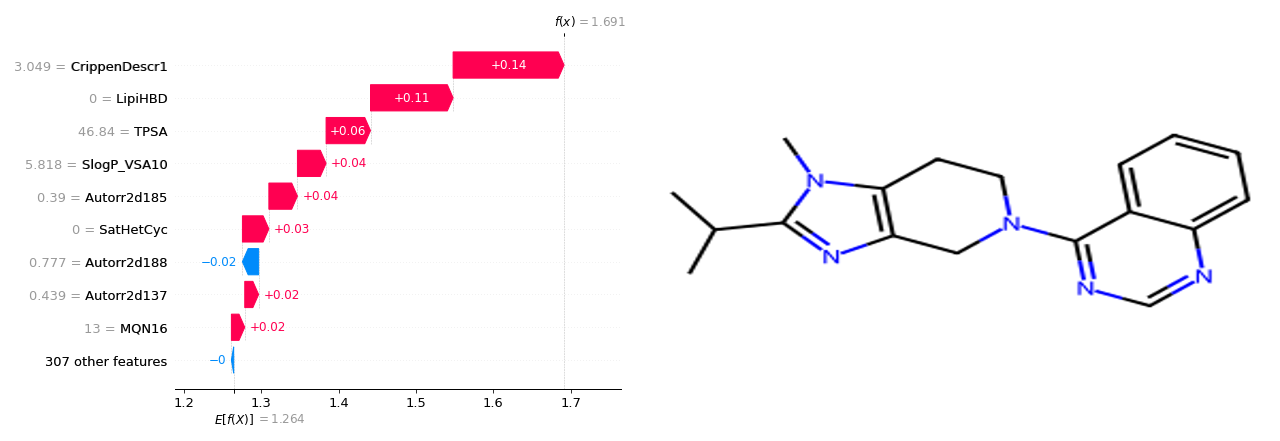 f(x) = 1.691
3.049 = CrippenDescr1
+0.14
0 = LipiHBD
+0.11
46.84 = TPSA
+0.06
5.818 = SlogP_VSA10
+0.04
0.39 = Autorr2d185
+0.04
0 = SatHetCyc
+0.03
0.777 = Autorr2d188
−0.02
0.439 = Autorr2d137
+0.02
13 = MQN16
+0.02
307 other features
−0
1.2 1.3 1.4 1.5 1.6 1.7
E[f(X)] = 1.264
N
N
N
N
N